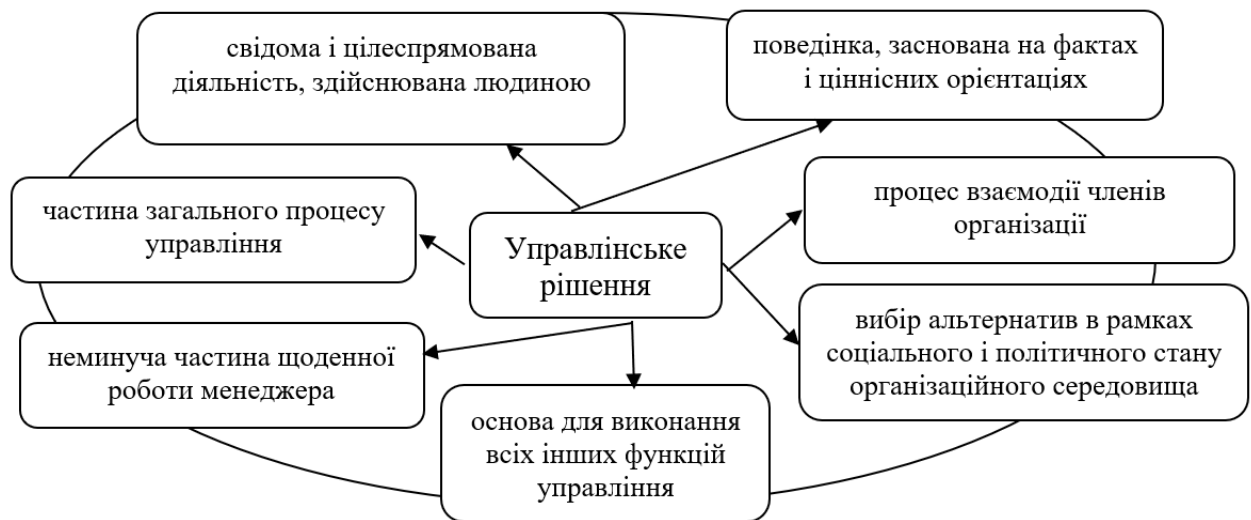 свідома і цілеспрямована
діяльність, здійснювана людиною
поведінка, заснована на фактах
і ціннісних орієнтаціях
частина загального процесу
управління
Управлінське
рішення
процес взаємодії членів
організації
неминуча частина щоденної
роботи менеджера
вибір альтернатив в рамках
соціального і політичного стану
організаційного середовища
основа для виконання
всіх інших функцій
управління